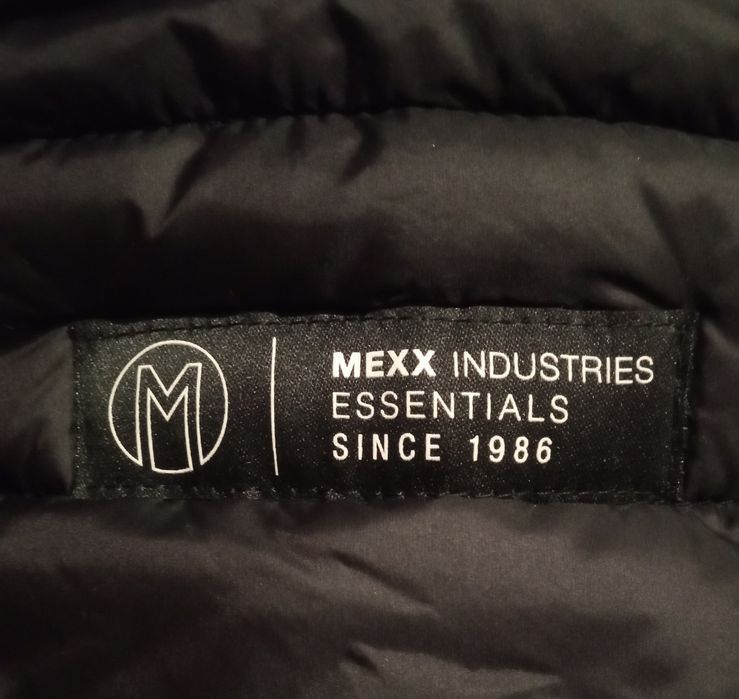 M
MEXX INDUSTRIES
ESSENTIALS
SINCE 1986